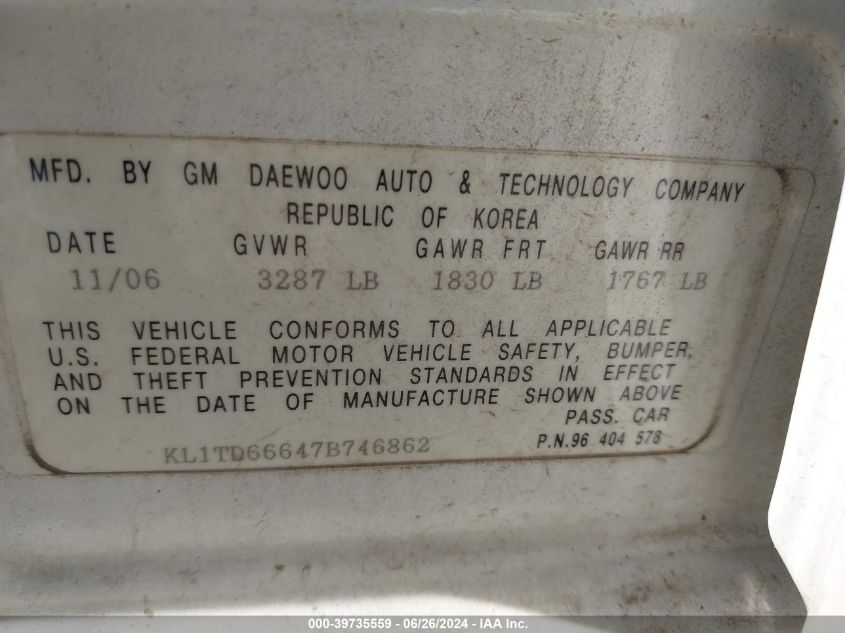 MFD. BY GM DAEWOO AUTO & TECHNOLOGY COMPANY
REPUBLIC OF KOREA
DATE GVWR GAWR FRT GAWR RR
11/06 3287 LB 1830 LB 1767 LB
THIS VEHICLE CONFORMS TO ALL APPLICABLE
U.S. FEDERAL MOTOR VEHICLE SAFETY, BUMPER,
AND THEFT PREVENTION STANDARDS IN EFFECT
ON THE DATE OF MANUFACTURE SHOWN ABOVE
PASS. CAR
KL1TD66647B746862 P.N.96 404 578
000-39735559 - 06/26/2024 - IAA Inc.